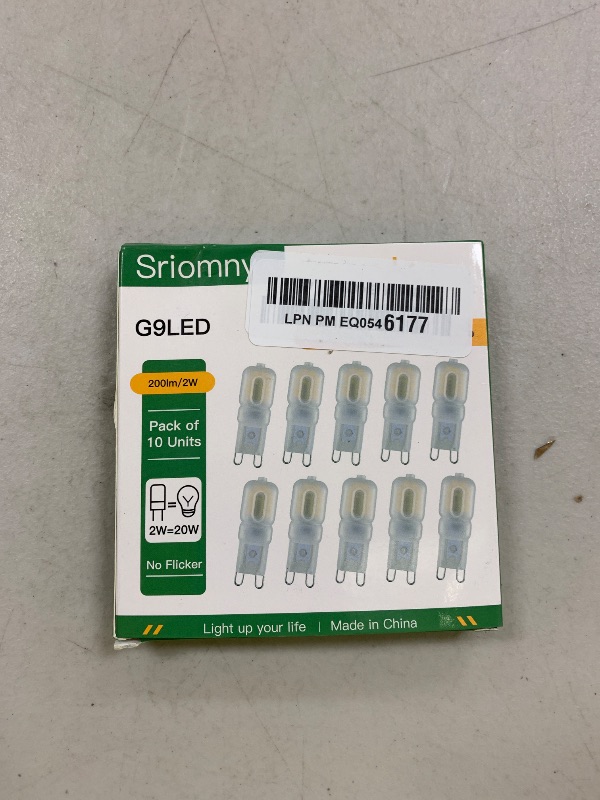 Sriomny
LPN PM EQ0546177
G9LED
200lm/2W
Pack of
10 Units
=
2W=20W
No Flicker
Light up your life | Made in China